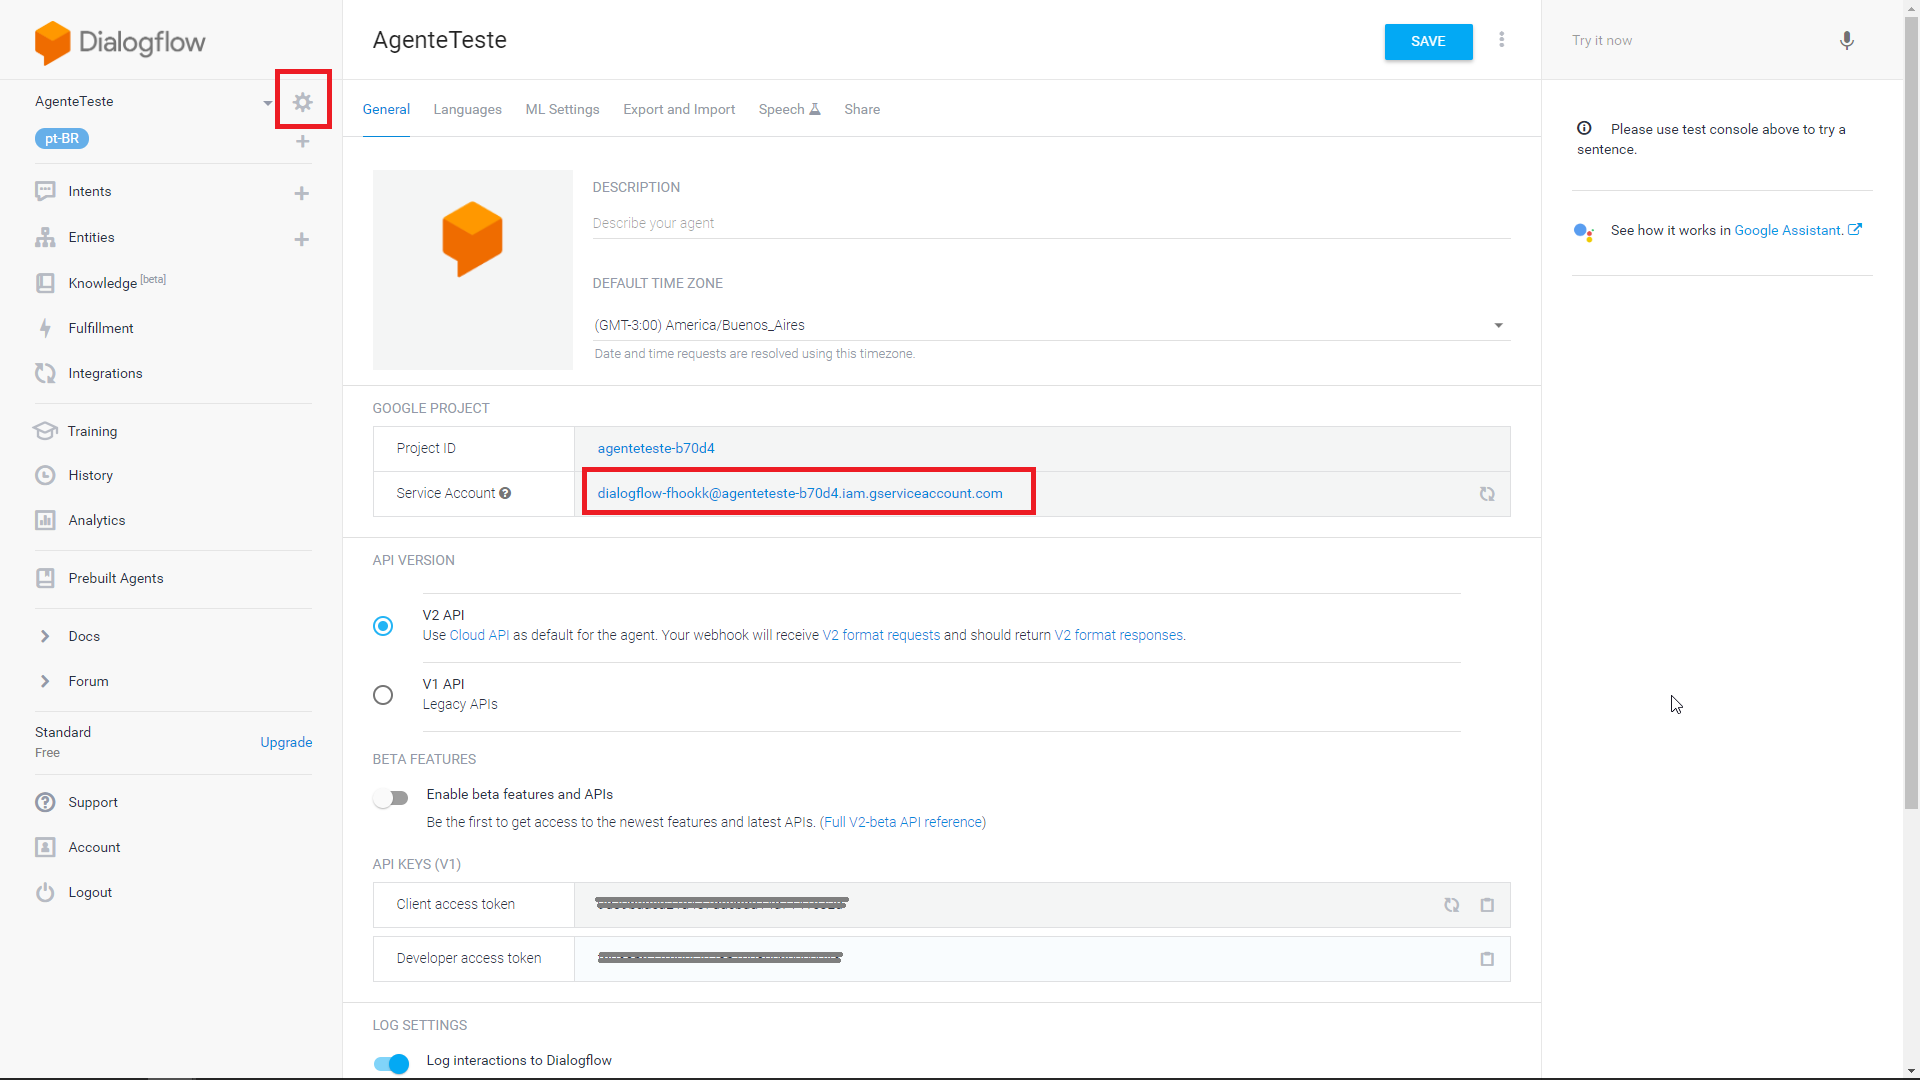 Dialogflow
AgenteTeste
SAVE
Try it now
AgenteTeste
pt-BR
General Languages ML Settings Export and Import Speech Share
Please use test console above to try a
sentence.
See how it works in Google Assistant.
Intents
Entities
Knowledge [beta]
Fulfillment
Integrations
Training
History
Analytics
Prebuilt Agents
Docs
Forum
Standard
Free
Upgrade
Support
Account
Logout
DESCRIPTION
Describe your agent
DEFAULT TIME ZONE
(GMT-3:00) America/Buenos_Aires
Date and time requests are resolved using this timezone.
GOOGLE PROJECT
Project ID agenteteste-b70d4
Service Account dialogflow-fhookk@agenteteste-b70d4.iam.gserviceaccount.com
API VERSION
V2 API
Use Cloud API as default for the agent. Your webhook will receive V2 format requests and should return V2 format responses.
V1 API
Legacy APIs
BETA FEATURES
Enable beta features and APIs
Be the first to get access to the newest features and latest APIs. (Full V2-beta API reference)
API KEYS (V1)
Client access token
Developer access token
LOG SETTINGS
Log interactions to Dialogflow